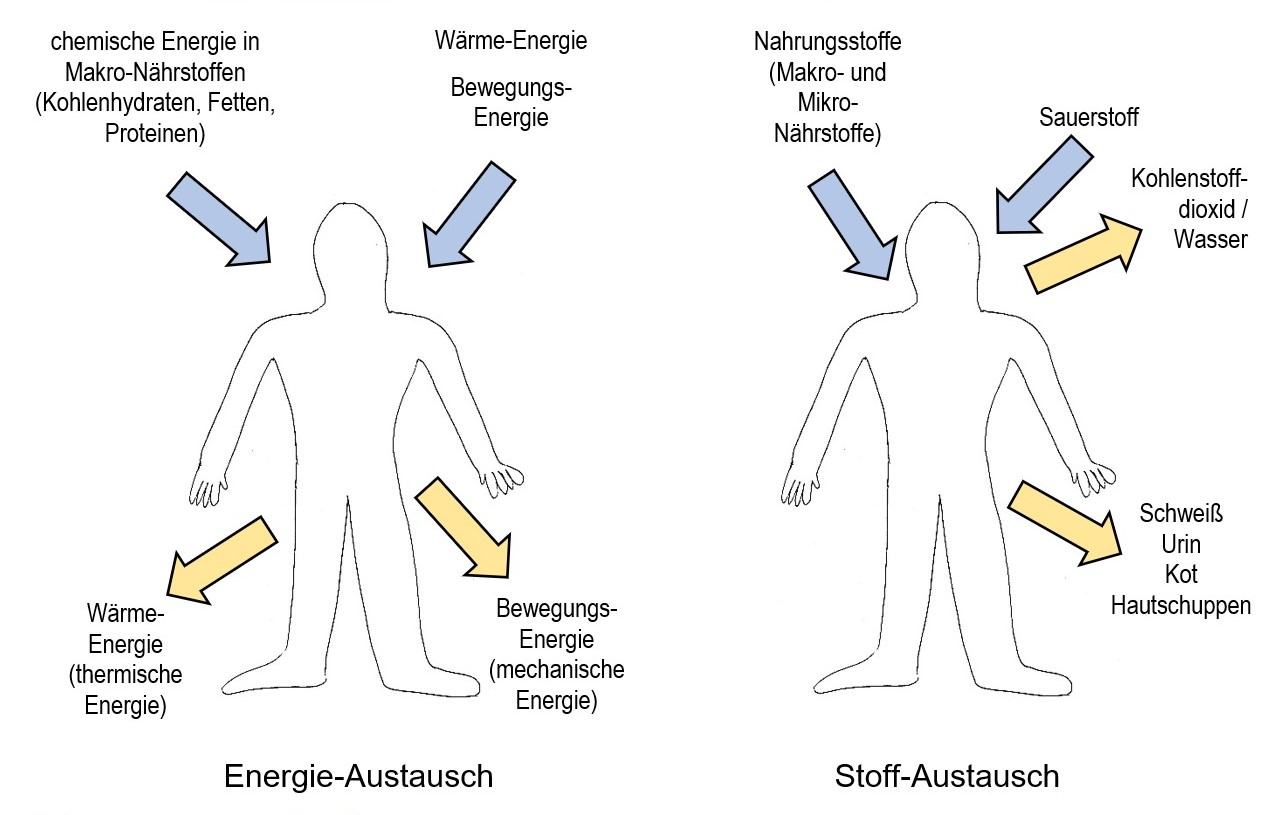 chemische Energie in
Makro-Nährstoffen
(Kohlenhydraten, Fetten,
Proteinen)
Wärme-Energie
Bewegungs-
Energie
Wärme-
Energie
(thermische
Energie)
Bewegungs-
Energie
(mechanische
Energie)
Energie-Austausch
Nahrungsstoffe
(Makro- und
Mikro-
Nährstoffe)
Sauerstoff
Kohlenstoff-
dioxid /
Wasser
Schweiß
Urin
Kot
Hautschuppen
Stoff-Austausch